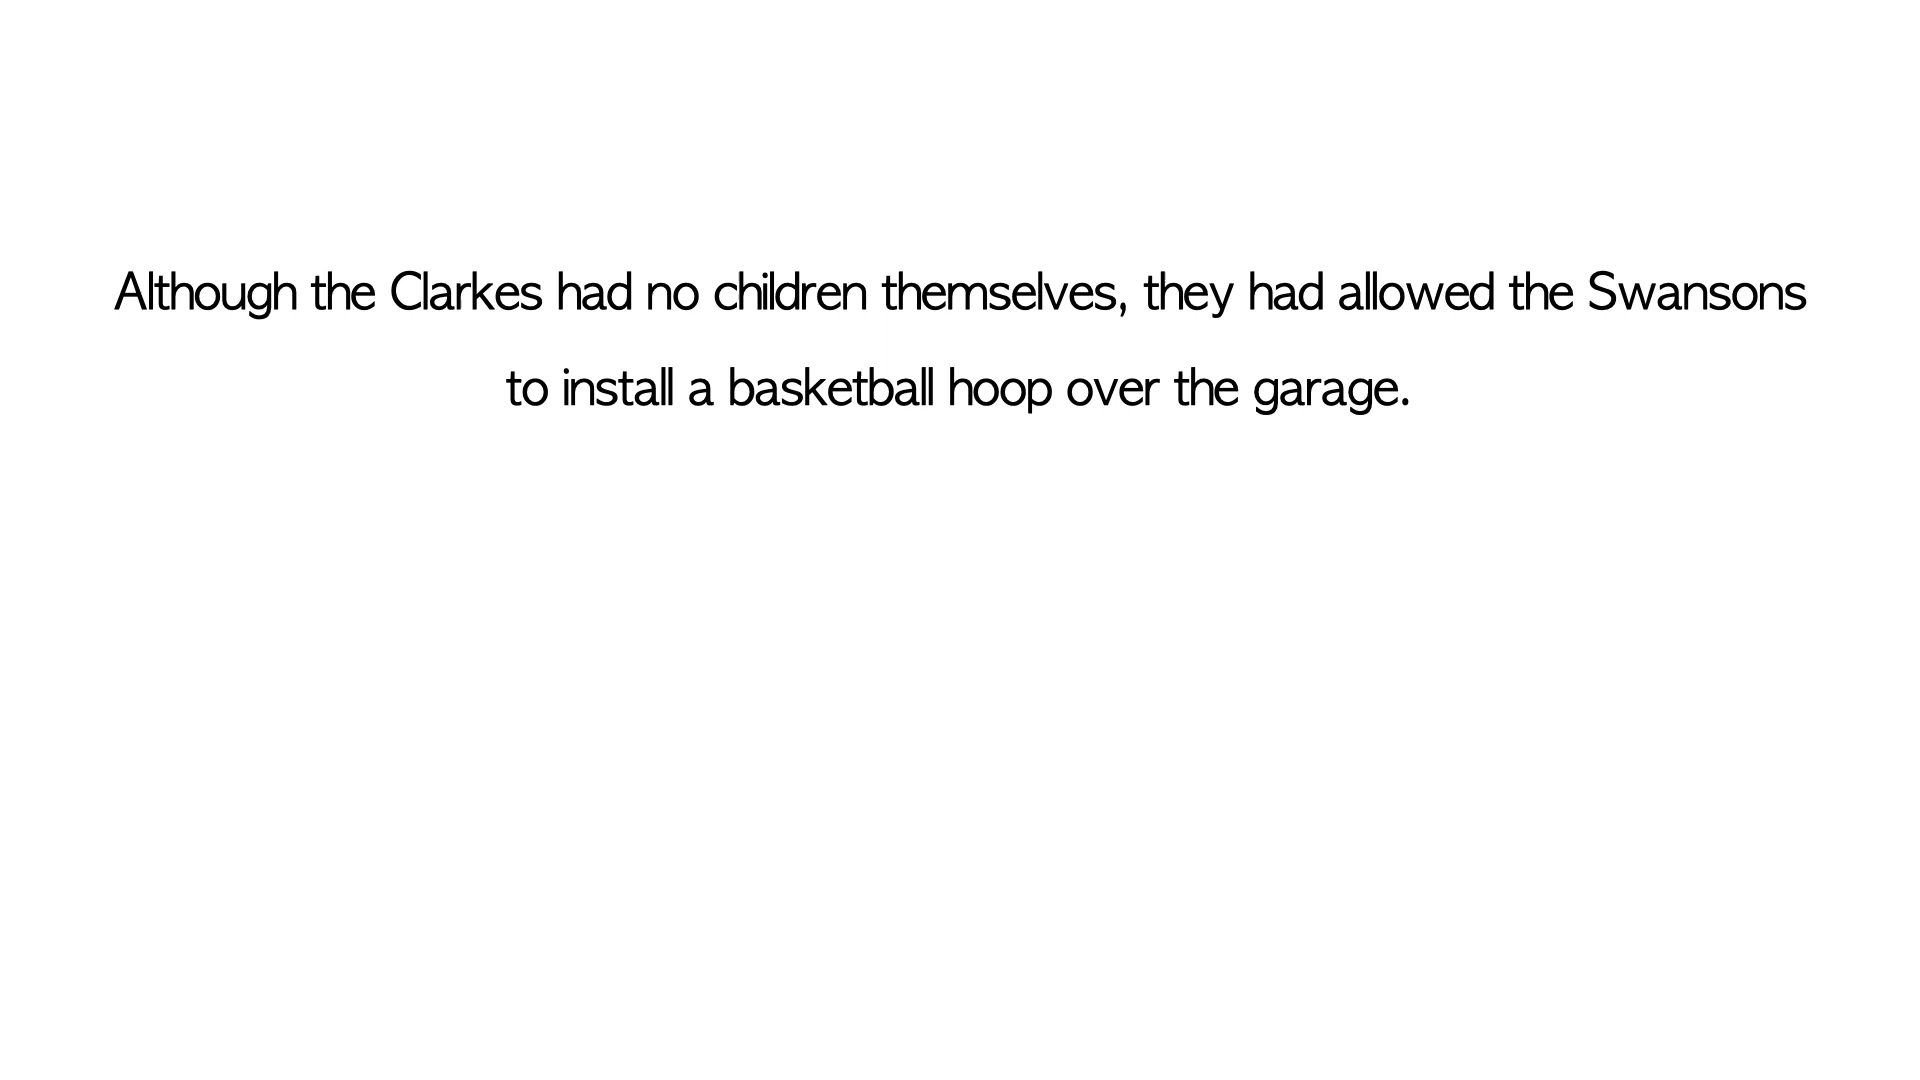 Although the Clarkes had no children themselves, they had allowed the Swansons
to install a basketball hoop over the garage.